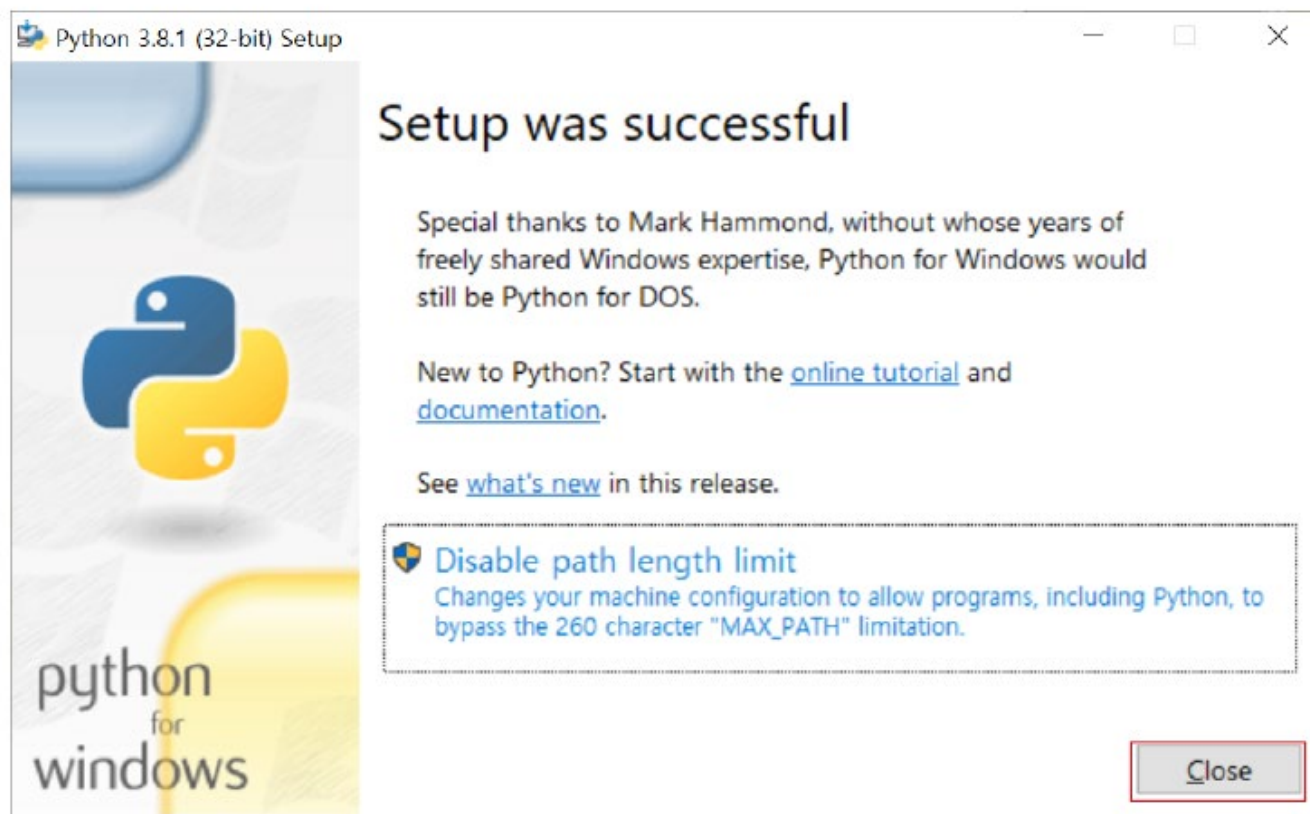 Python 3.8.1 (32-bit) Setup
Setup was successful
Special thanks to Mark Hammond, without whose years of
freely shared Windows expertise, Python for Windows would
still be Python for DOS.
New to Python? Start with the online tutorial and
documentation.
See what's new in this release.
Disable path length limit
Changes your machine configuration to allow programs, including Python, to
bypass the 260 character "MAX_PATH" limitation.
python
for
windows
Close